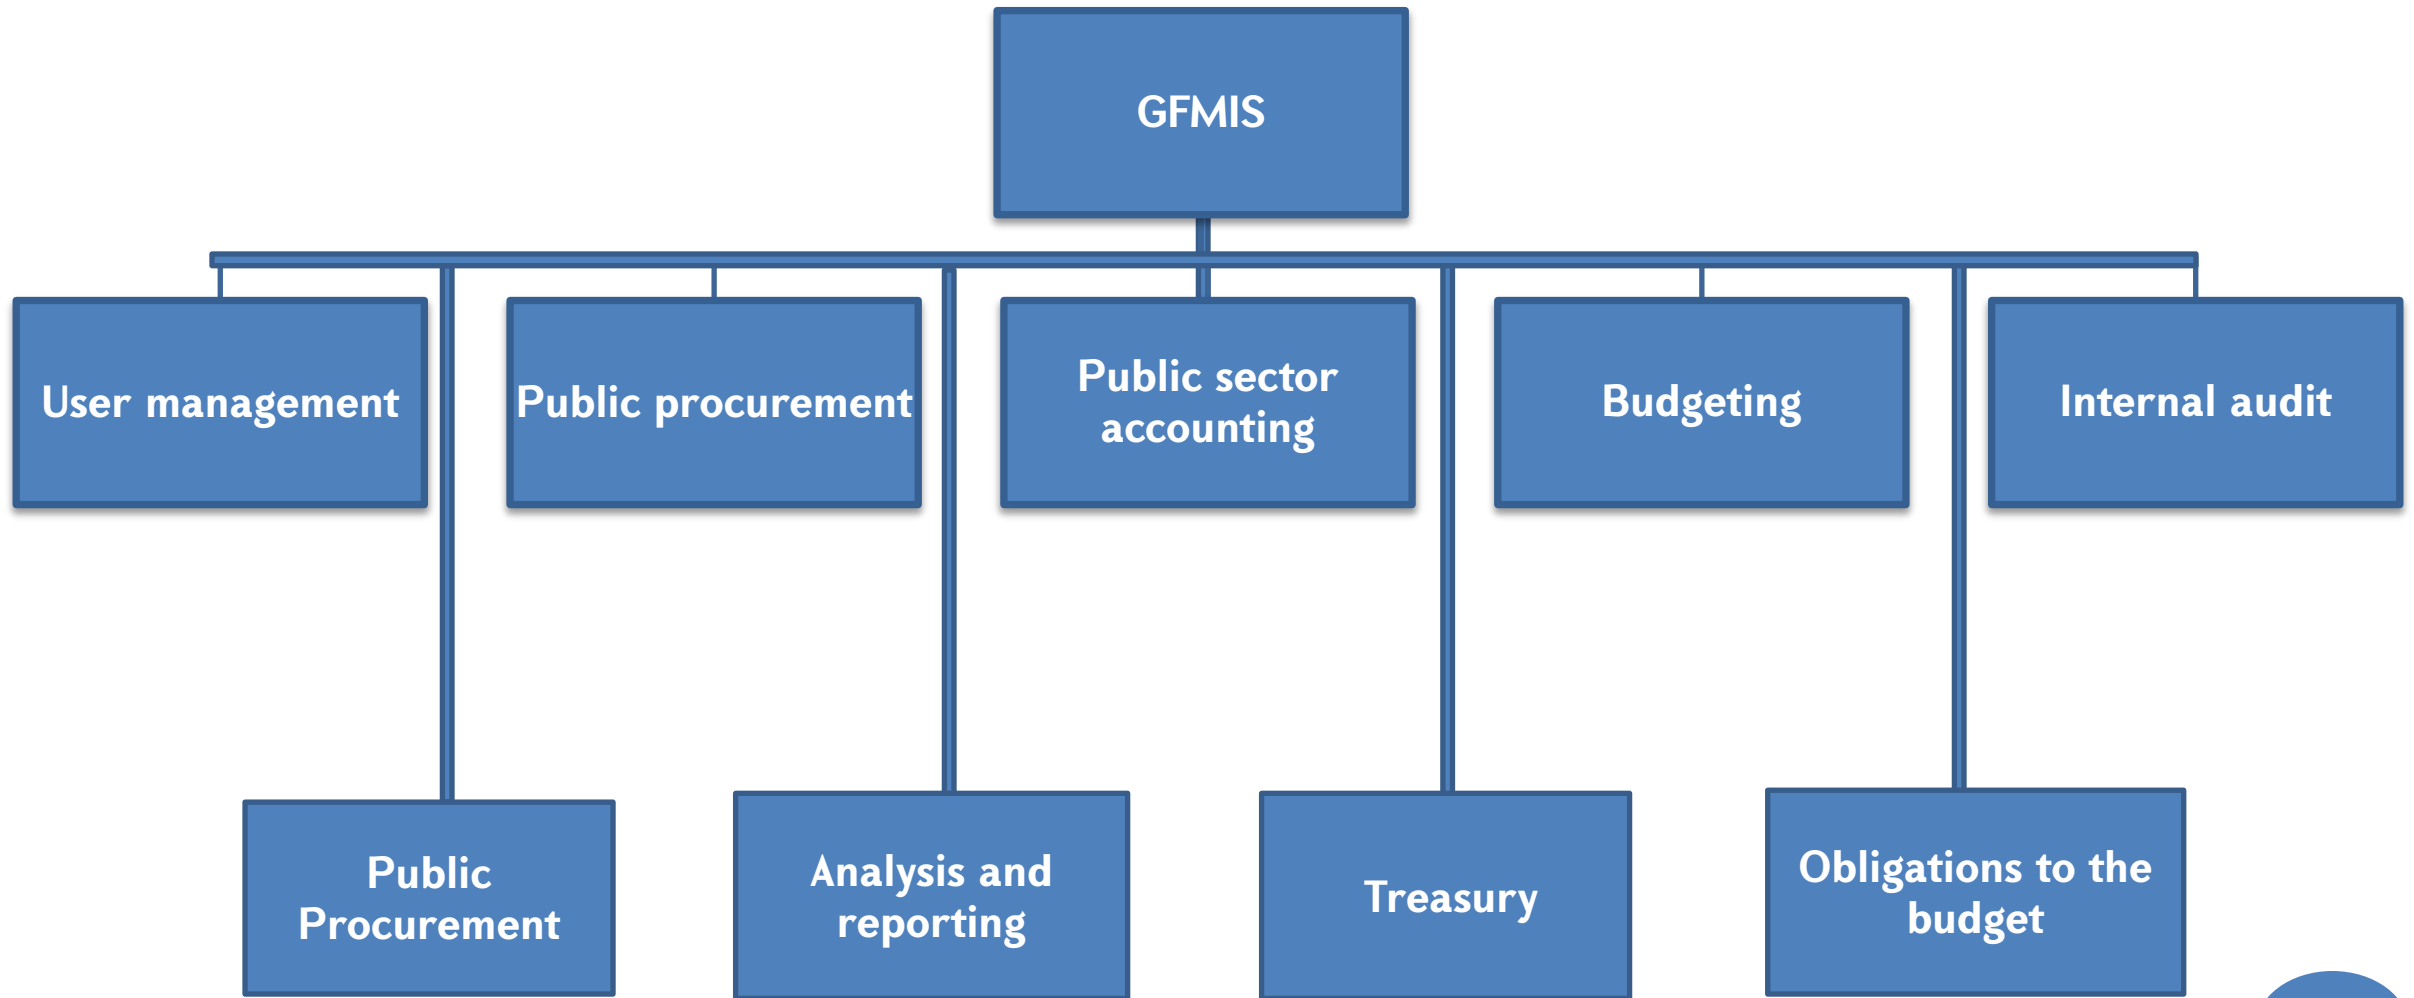 GFMIS
User management
Public procurement
Public sector
accounting
Budgeting
Internal audit
Public
Procurement
Analysis and
reporting
Treasury
Obligations to the
budget